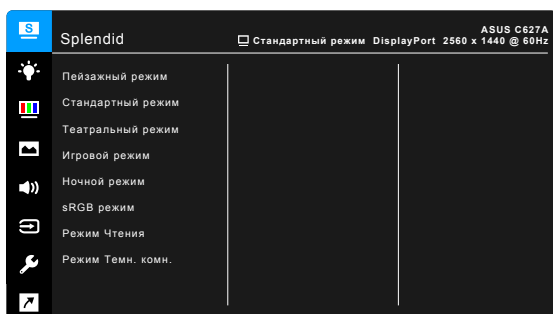 S
ASUS C627A
Splendid
Стандартный режим DisplayPort 2560 x 1440 @ 60Hz
Пейзажный режим
Стандартный режим
Театральный режим
Игровой режим
Ночной режим
sRGB режим
Режим Чтения
Режим Темн. комн.